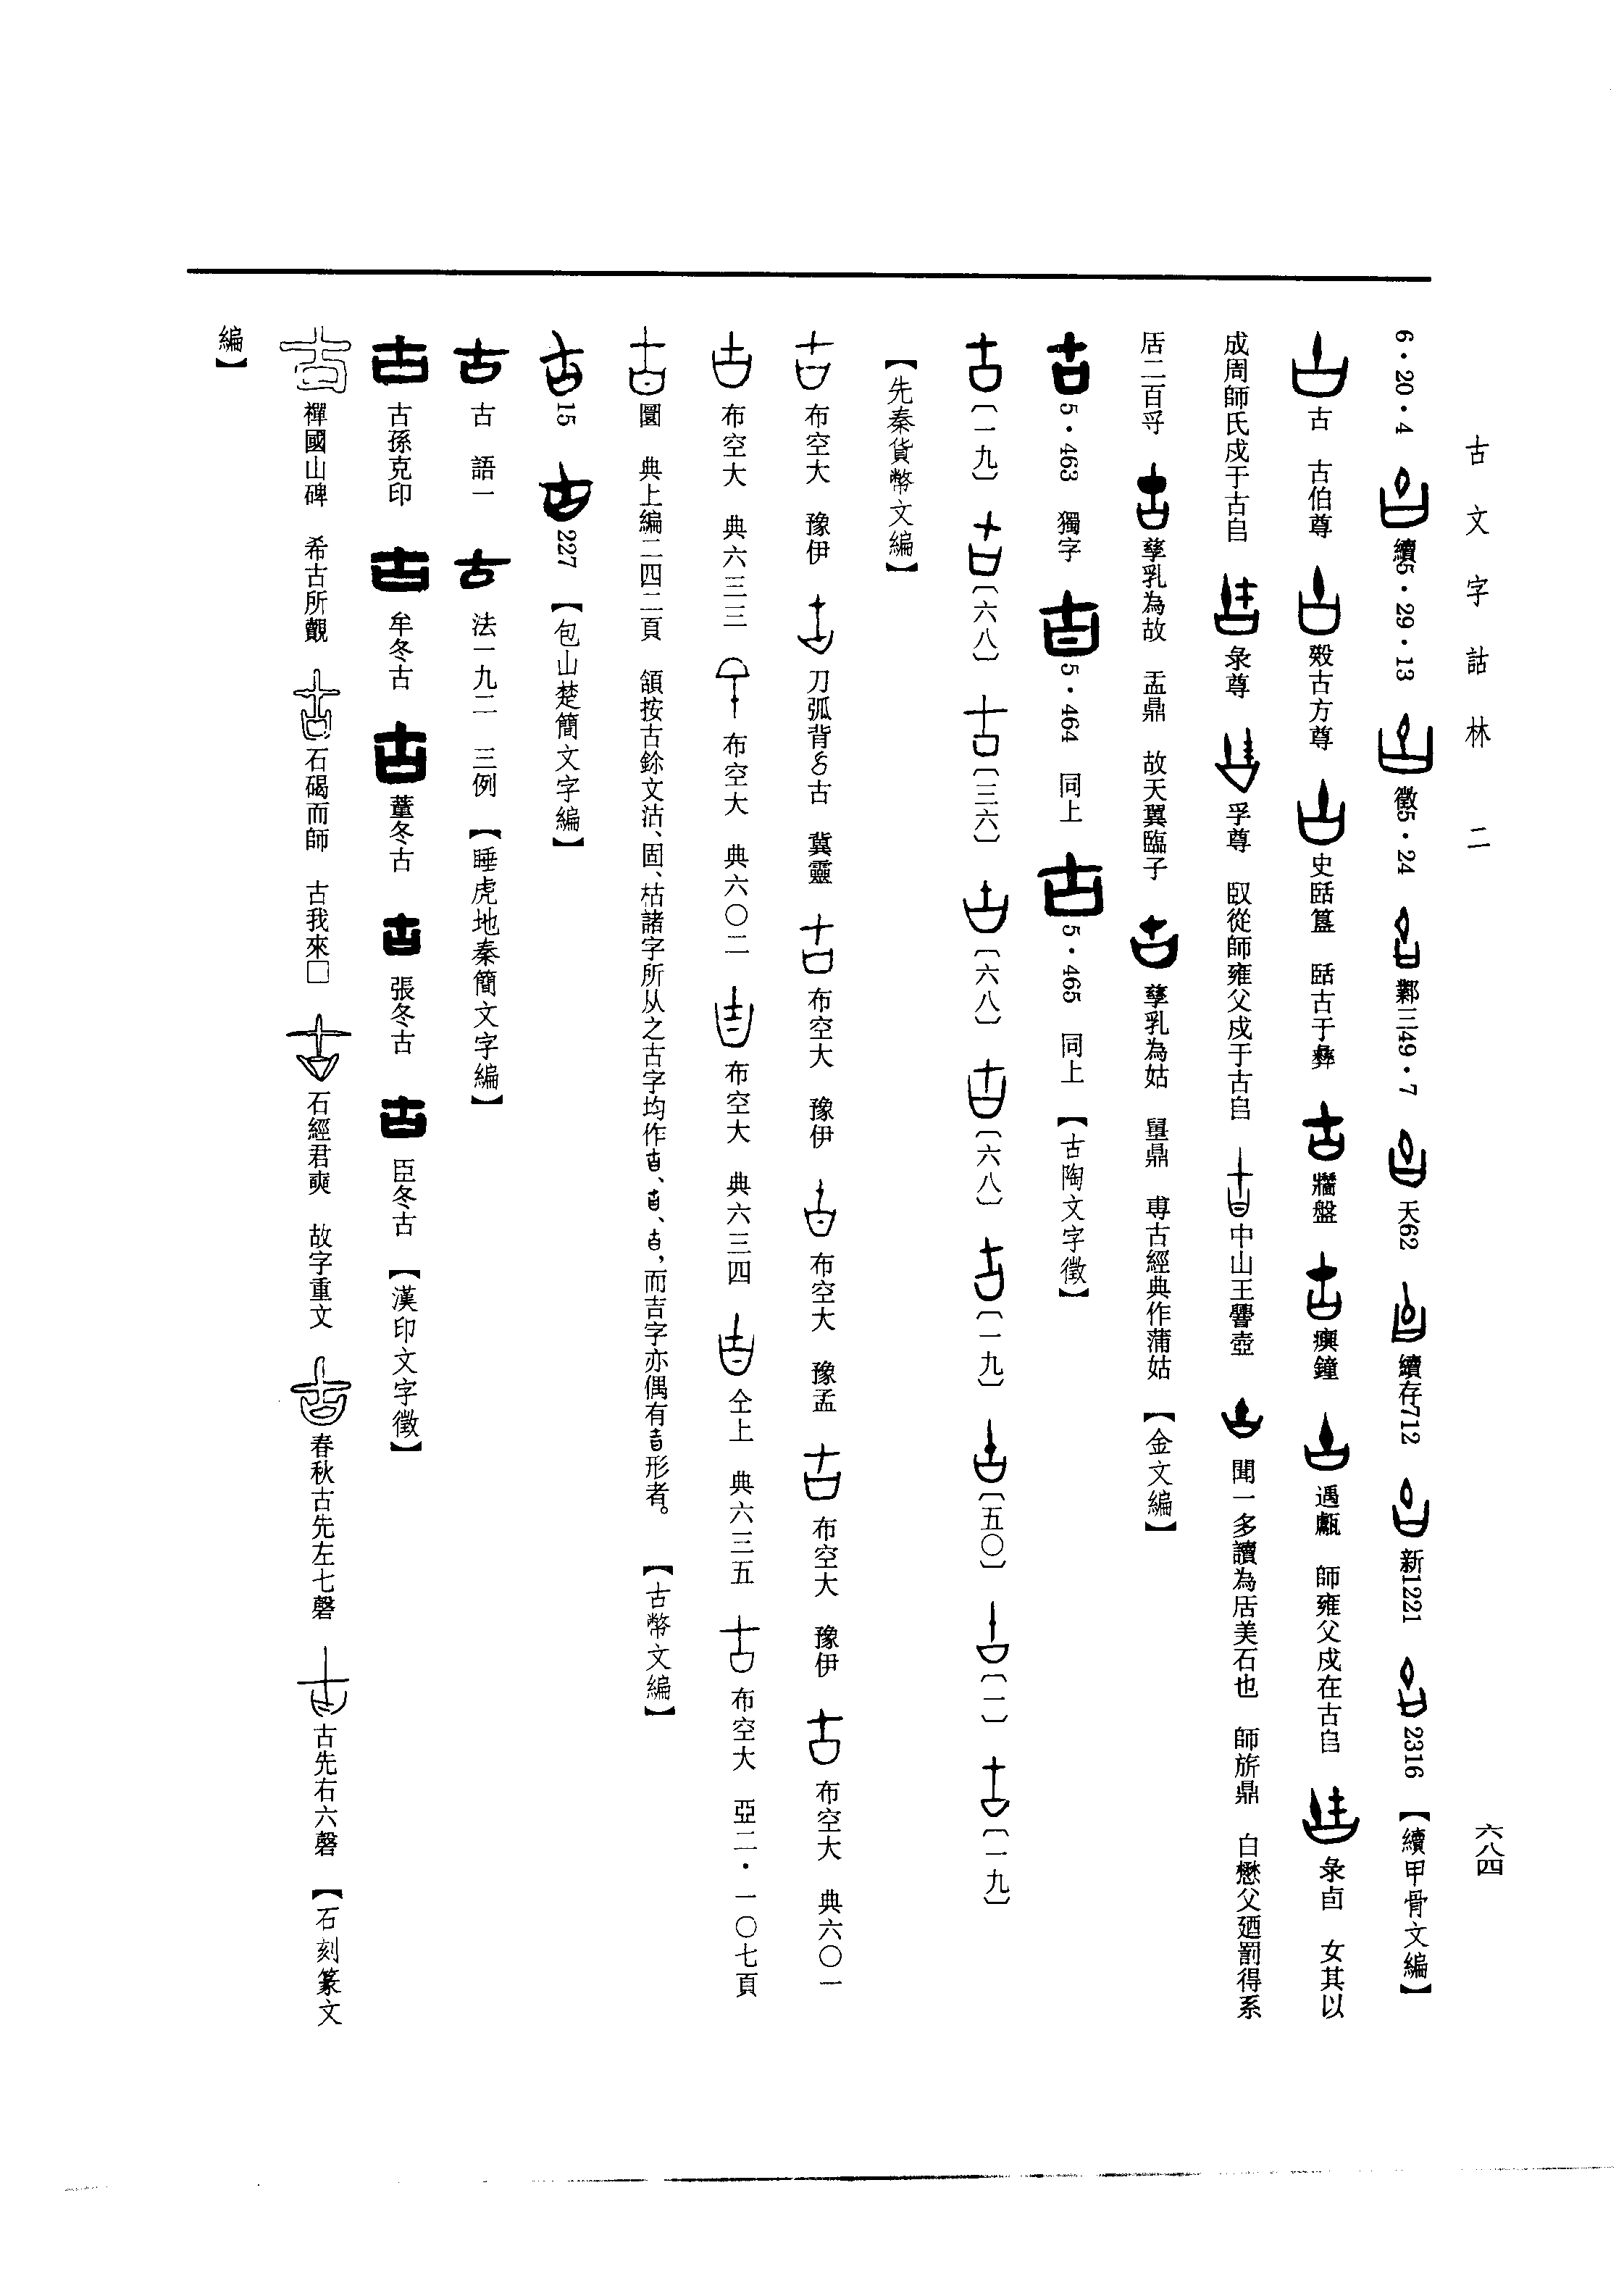 古文字詁林 二
六八四
6·20·4 續5·29·13 徵5·24 鄴三49·7 天62 續存712 新1221 2316 【續甲骨文編】
古 古伯尊 㱿古方尊 史𦧇簋 𦧇古于彝 牆盤 㾓鐘 遇甗 師雍父戍在古𠂤 彔卣 女其以
成周師氏戍于古𠂤 彔尊 孚尊 㕜從師雍父戍于古𠂤 中山王𰯼壺 聞一多讀為𡲎美石也 師旂鼎 白懋父廼罰得系
𡲎二百寽 孳乳為故 盂鼎 故天翼臨子 孳乳為姑 鼎 尃古經典作蒲姑 【金文編】
5·463 獨字 5·464 同上 5·465 同上 【古陶文字徵】
〔一九〕 〔六八〕 〔三六〕 〔六八〕 〔六八〕 〔一九〕 〔五〇〕 〔一〕 〔一九〕
【先秦貨幣文編】
布空大 豫伊 刀弧背 古 冀靈 布空大 豫伊 布空大 豫孟 布空大 豫伊 布空大 典六〇一
布空大 典六三三 布空大 典六〇二 布空大 典六三四 仝上 典六三五 布空大 亞二·一〇七頁
圜 典上編二四二頁 頜按古鉥文沽、固、枯諸字所从之古字均作、、,而吉字亦偶有形者。 【古幣文編】
15 227 【包山楚簡文字編】
古 語一 法一九二 三例 【睡虎地秦簡文字編】
古孫克印 牟冬古 董冬古 張冬古 臣冬古 【漢印文字徵】
禪國山碑 希古所覿 石碣而師 古我來□ 石經君奭 故字重文 春秋古先左七磬 古先右六磬 【石刻篆文
編】